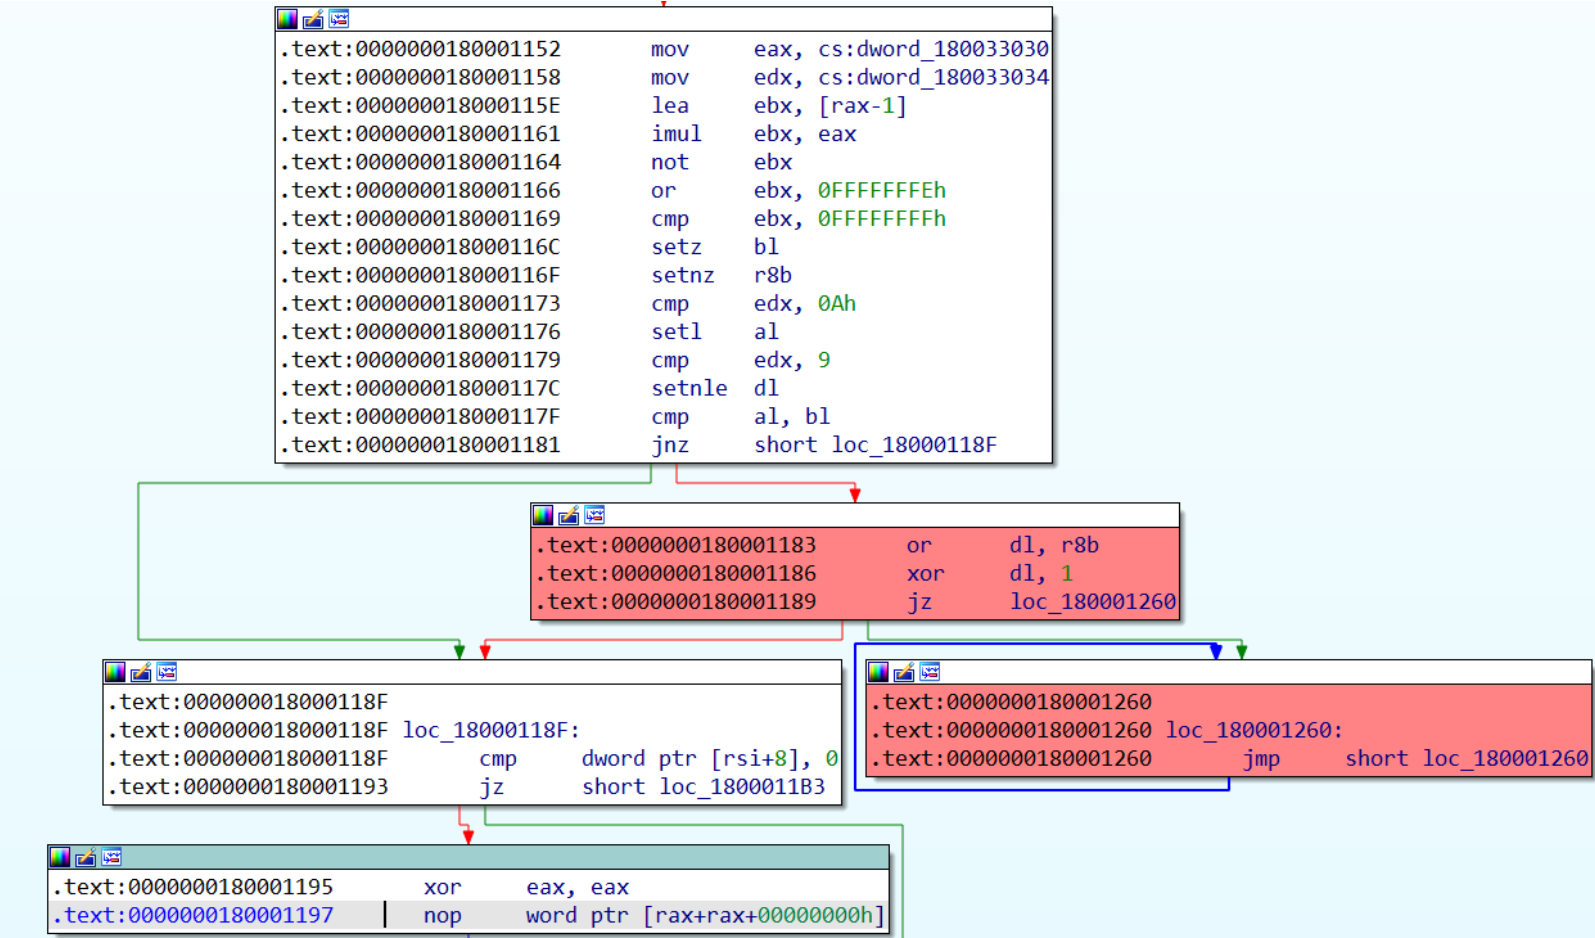 .text:0000000180001152 mov eax, cs:dword_180033030
.text:0000000180001158 mov edx, cs:dword_180033034
.text:000000018000115E lea ebx, [rax-1]
.text:0000000180001161 imul ebx, eax
.text:0000000180001164 not ebx
.text:0000000180001166 or ebx, 0FFFFFFFEh
.text:0000000180001169 cmp ebx, 0FFFFFFFFh
.text:000000018000116C setz bl
.text:000000018000116F setnz r8b
.text:0000000180001173 cmp edx, 0Ah
.text:0000000180001176 setl al
.text:0000000180001179 cmp edx, 9
.text:000000018000117C setnle dl
.text:000000018000117F cmp al, bl
.text:0000000180001181 jnz short loc_18000118F
.text:0000000180001183 or dl, r8b
.text:0000000180001186 xor dl, 1
.text:0000000180001189 jz loc_180001260
.text:000000018000118F
.text:000000018000118F loc_18000118F:
.text:000000018000118F cmp dword ptr [rsi+8], 0
.text:0000000180001193 jz short loc_1800011B3
.text:0000000180001260
.text:0000000180001260 loc_180001260:
.text:0000000180001260 jmp short loc_180001260
.text:0000000180001195 xor eax, eax
.text:0000000180001197 nop word ptr [rax+rax+00000000h]